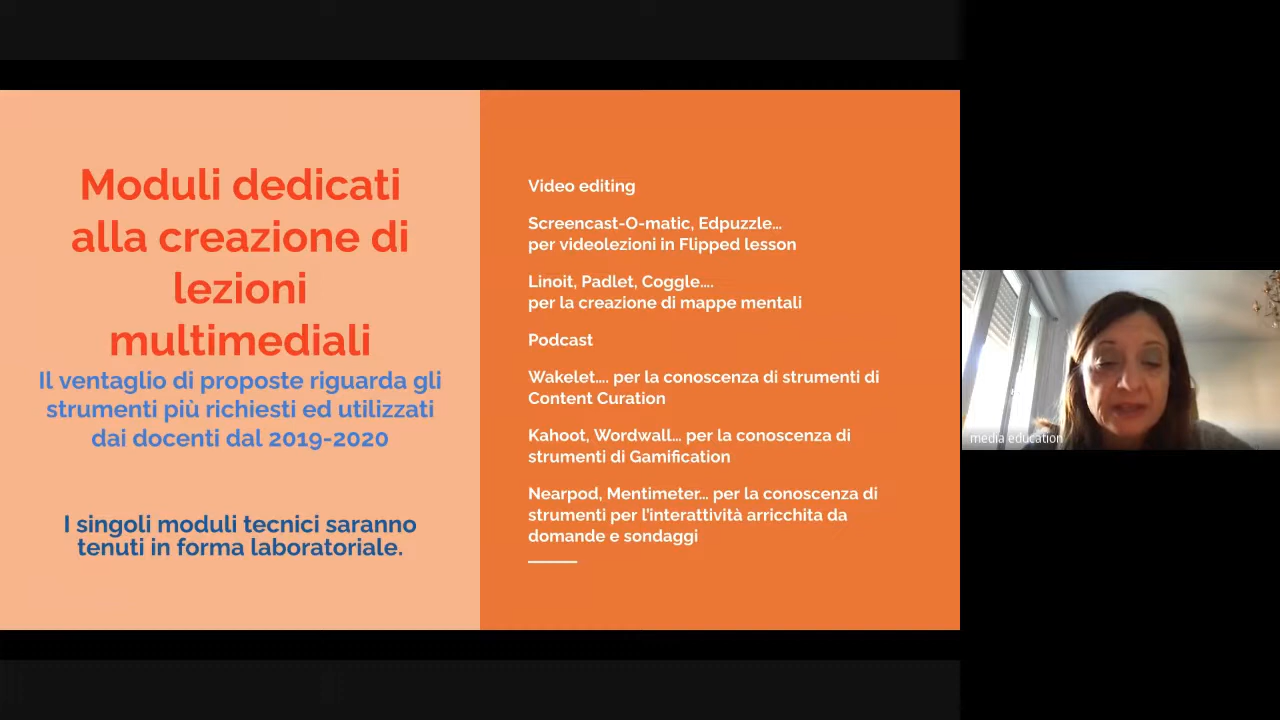 Moduli dedicati
alla creazione di
lezioni
multimediali
Il ventaglio di proposte riguarda gli
strumenti più richiesti ed utilizzati
dai docenti dal 2019-2020
I singoli moduli tecnici saranno
tenuti in forma laboratoriale.
Video editing
Screencast-O-matic, Edpuzzle…
per videolezioni in Flipped lesson
Linoit, Padlet, Coggle….
per la creazione di mappe mentali
Podcast
Wakelet…. per la conoscenza di strumenti di
Content Curation
Kahoot, Wordwall… per la conoscenza di
strumenti di Gamification
Nearpod, Mentimeter… per la conoscenza di
strumenti per l'interattività arricchita da
domande e sondaggi
media education